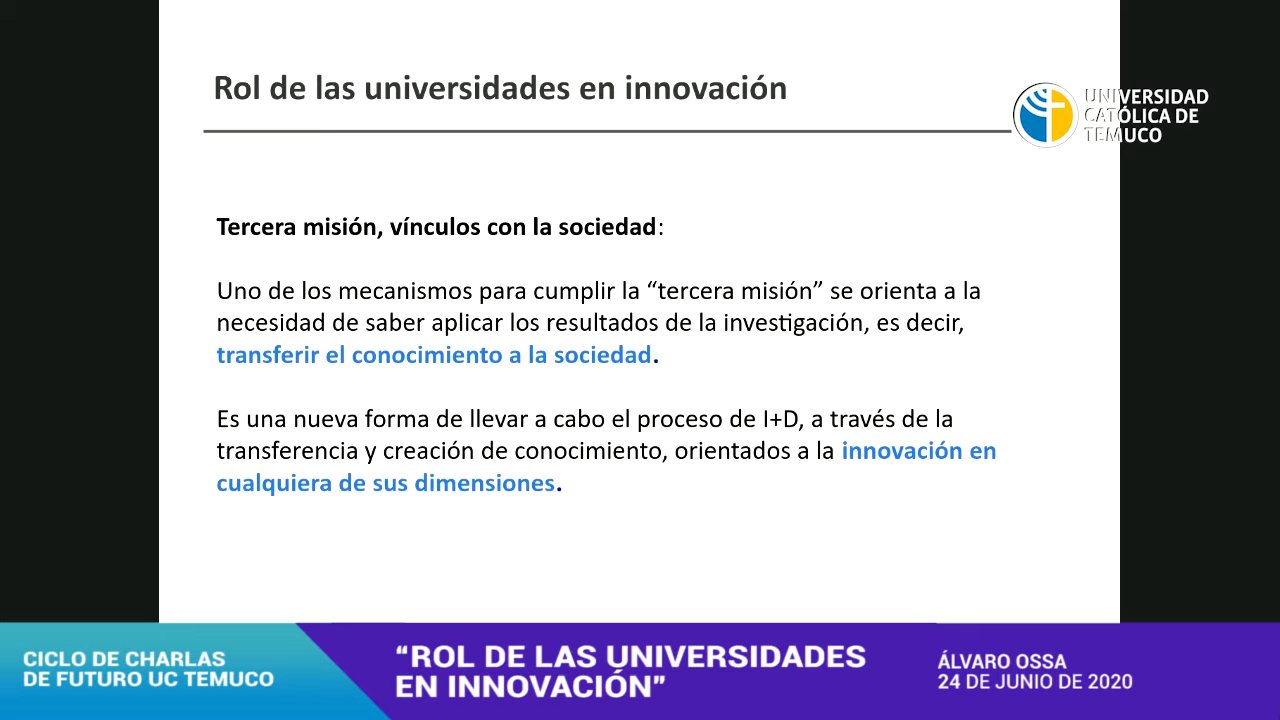 Rol de las universidades en innovación
UNIVERSIDAD
CATÓLICA DE
TEMUCO
Tercera misión, vínculos con la sociedad:
Uno de los mecanismos para cumplir la “tercera misión” se orienta a la
necesidad de saber aplicar los resultados de la investigación, es decir,
transferir el conocimiento a la sociedad.
Es una nueva forma de llevar a cabo el proceso de I+D, a través de la
transferencia y creación de conocimiento, orientados a la innovación en
cualquiera de sus dimensiones.
CICLO DE CHARLAS
DE FUTURO UC TEMUCO
“ROL DE LAS UNIVERSIDADES
EN INNOVACIÓN”
ÁLVARO OSSA
24 DE JUNIO DE 2020